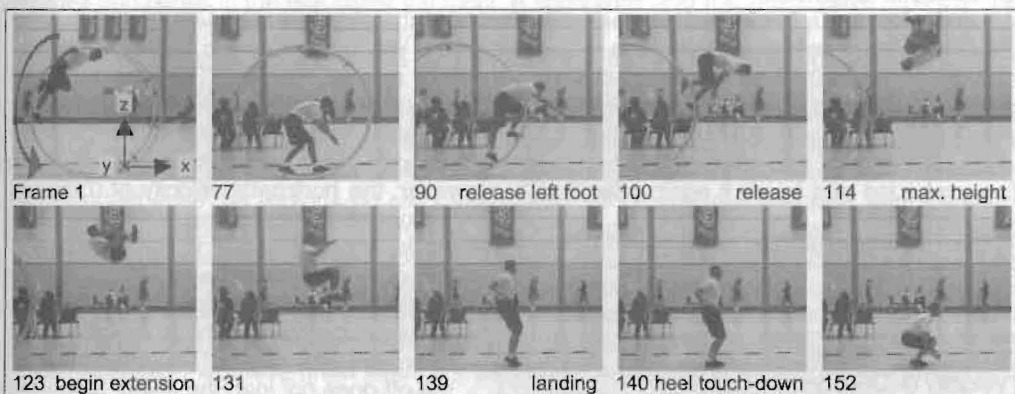 z
y x
Frame 1 77 90 release left foot 100 release 114 max. height
123 begin extension 131 139 landing 140 heel touch-down 152